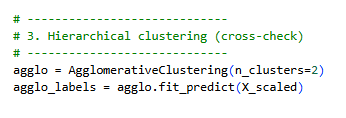 # -----------------------------
# 3. Hierarchical clustering (cross-check)
# -----------------------------
agglo = AgglomerativeClustering(n_clusters=2)
agglo_labels = agglo.fit_predict(X_scaled)